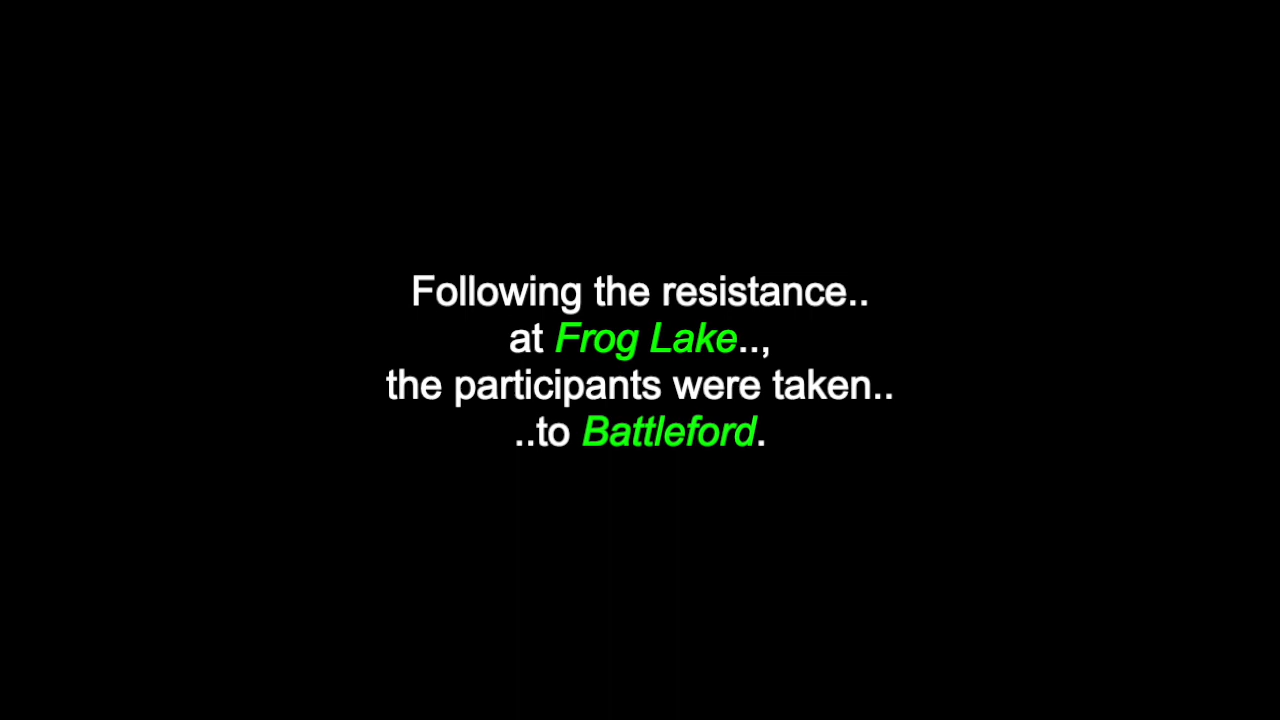 Following the resistance..
at Frog Lake..,
the participants were taken..
..to Battleford.